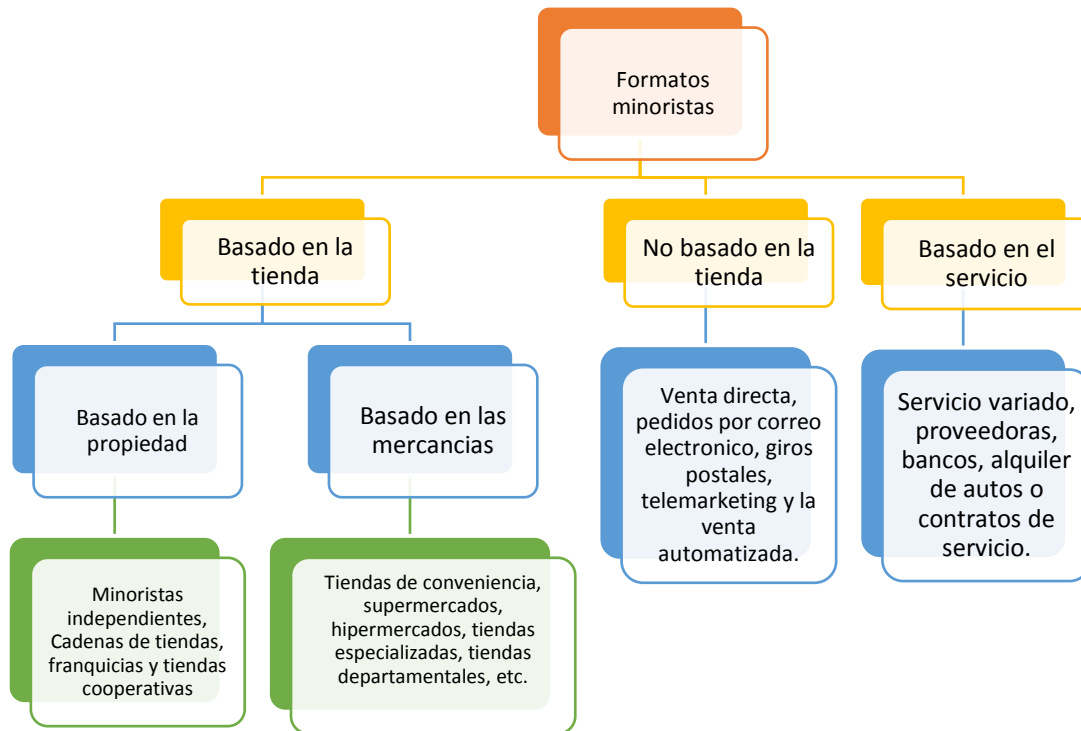 Formatos
minoristas
Basado en la
tienda
No basado en la
tienda
Basado en el
servicio
Basado en la
propiedad
Basado en las
mercancias
Venta directa,
pedidos por correo
electronico, giros
postales,
telemarketing y la
venta
automatizada.
Servicio variado,
proveedoras,
bancos, alquiler
de autos o
contratos de
servicio.
Minoristas
independientes,
Cadenas de tiendas,
franquicias y tiendas
cooperativas
Tiendas de conveniencia,
supermercados,
hipermercados, tiendas
especializadas, tiendas
departamentales, etc.